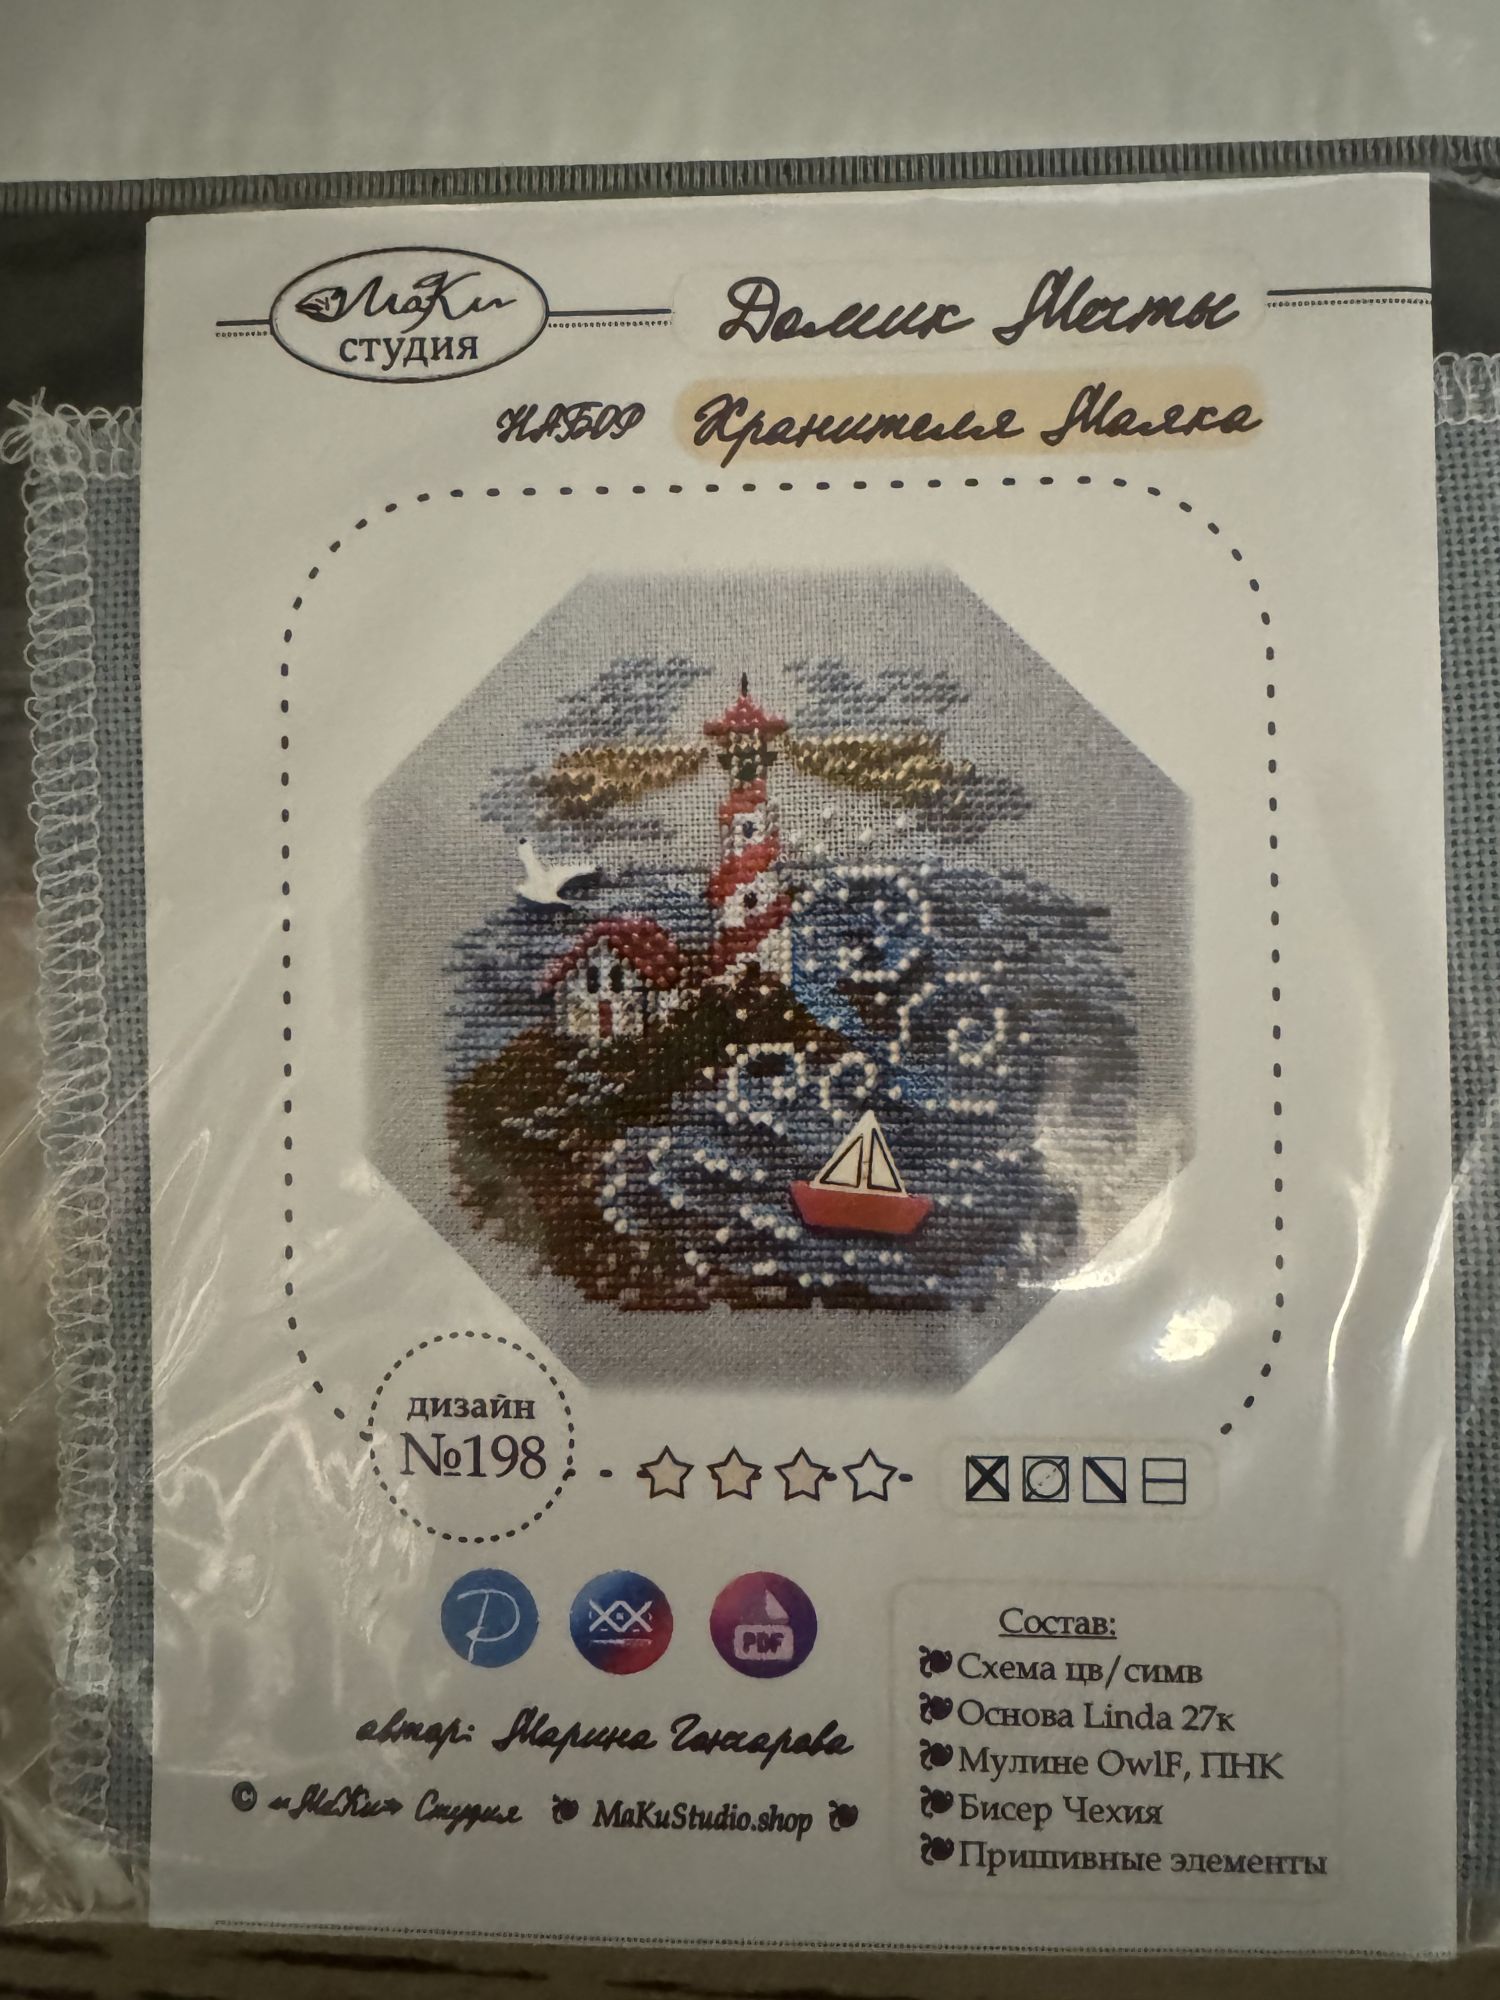 МаКи
студия
Домик Мечты
НАБОР Хранителя Маяка
дизайн
№198
P
PDF
автор: Марина Гончарова
© «МаКи» Студия MaKuStudio.shop
Состав:
Схема цв/симв
Основа Linda 27к
Мулине OwlF, ПНК
Бисер Чехия
Пришивные элементы